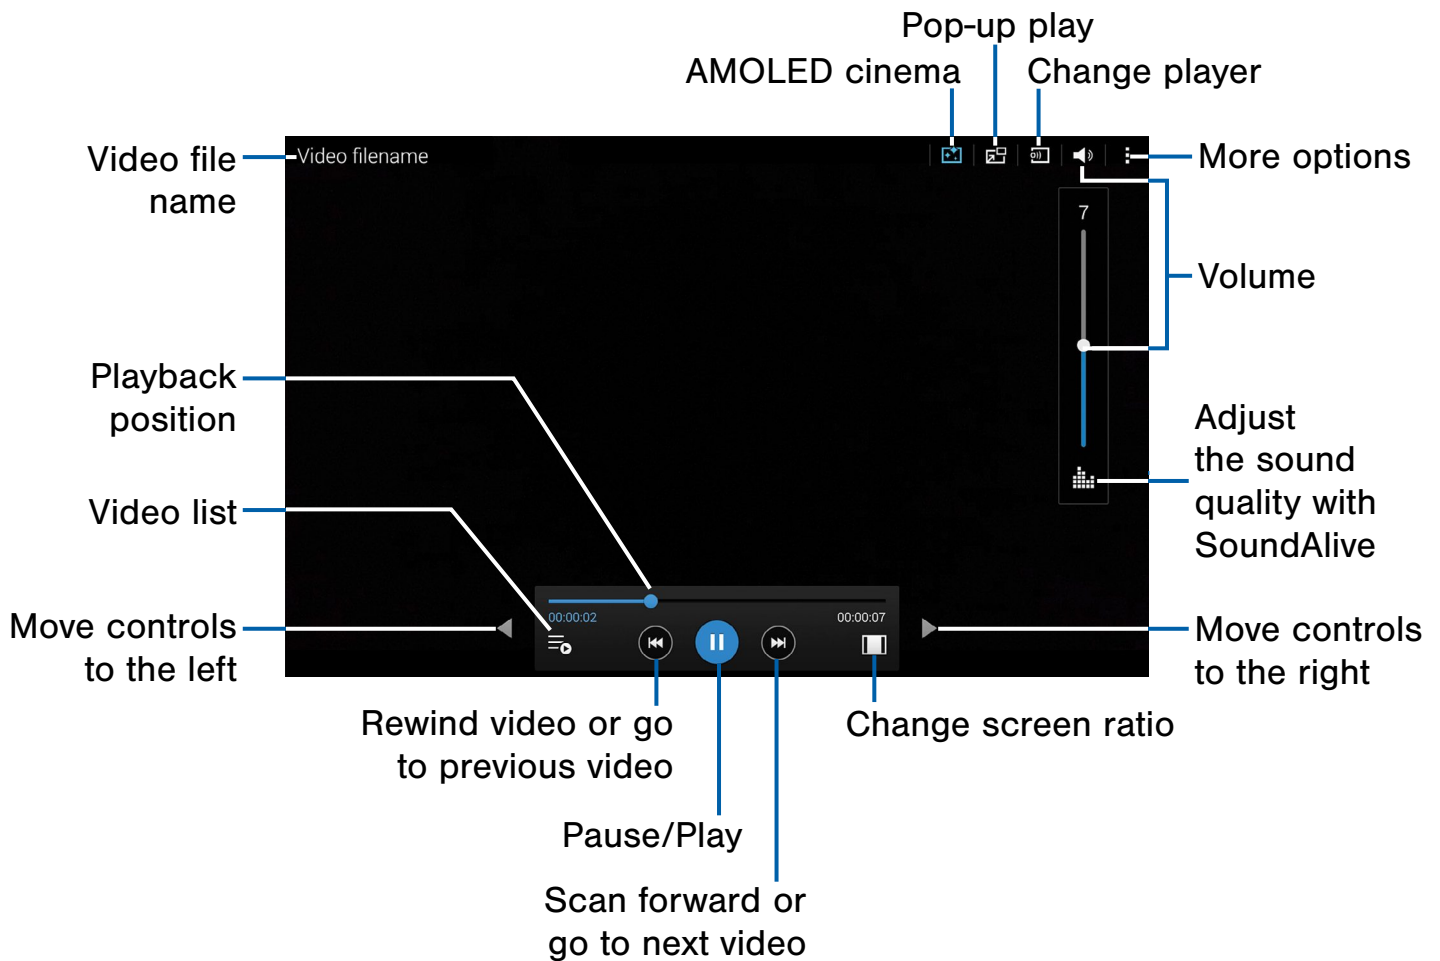 Pop-up play
AMOLED cinema
Change player
Video file
name
Video filename
More options
7
Volume
Playback
position
Adjust
the sound
quality with
SoundAlive
Video list
00:00:02
00:00:07
Move controls
to the left
Move controls
to the right
Rewind video or go
to previous video
Change screen ratio
Pause/Play
Scan forward or
go to next video